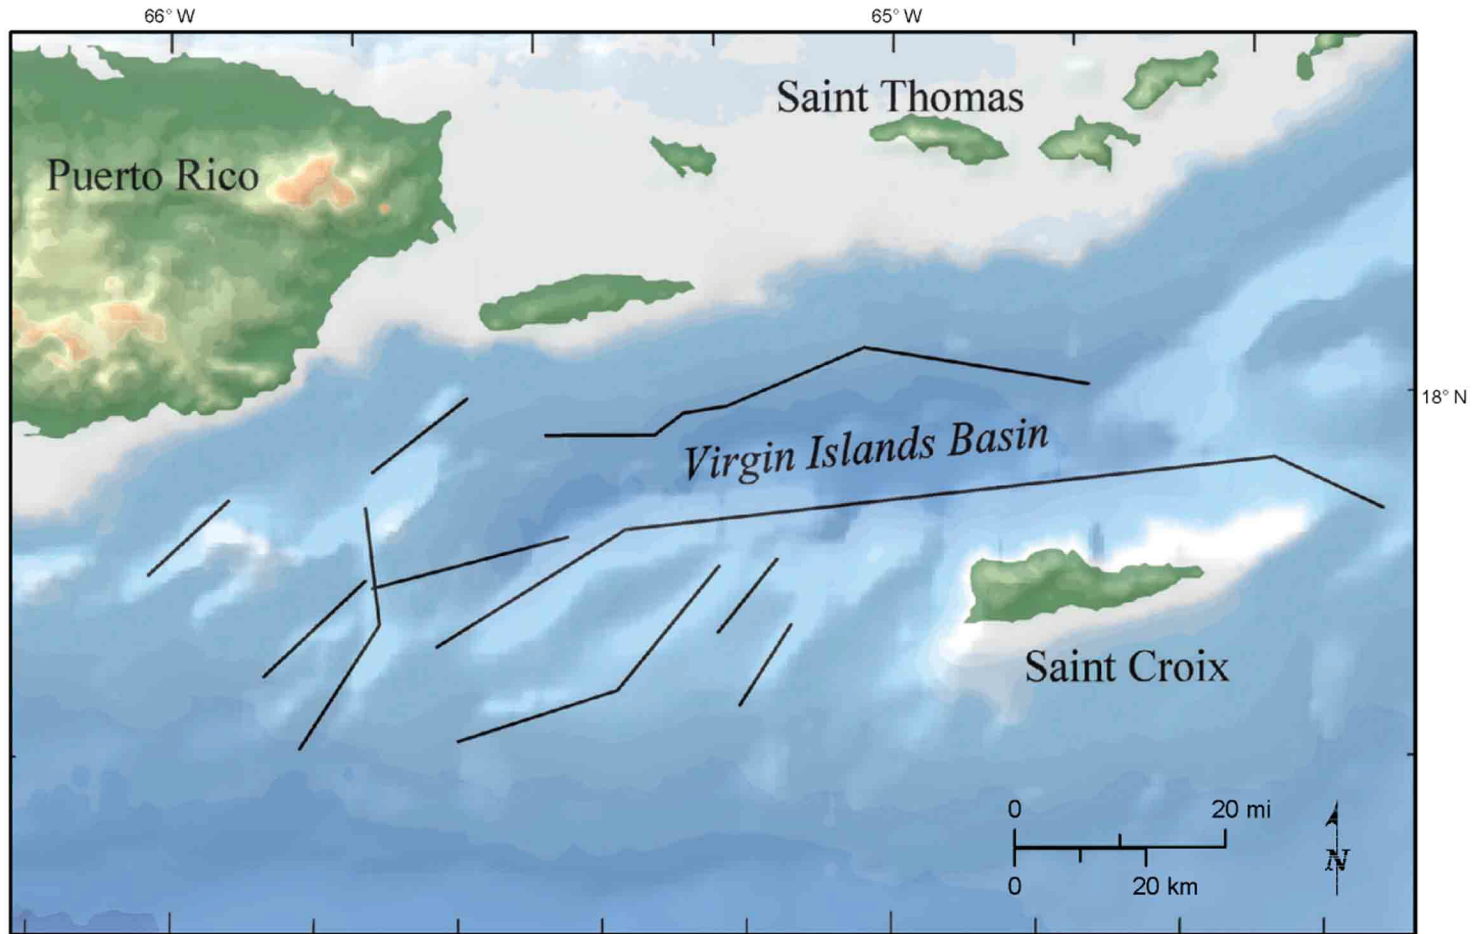 66° W
65° W
Saint Thomas
Puerto Rico
18° N
Virgin Islands Basin
Saint Croix
0
20 mi
0
20 km
N